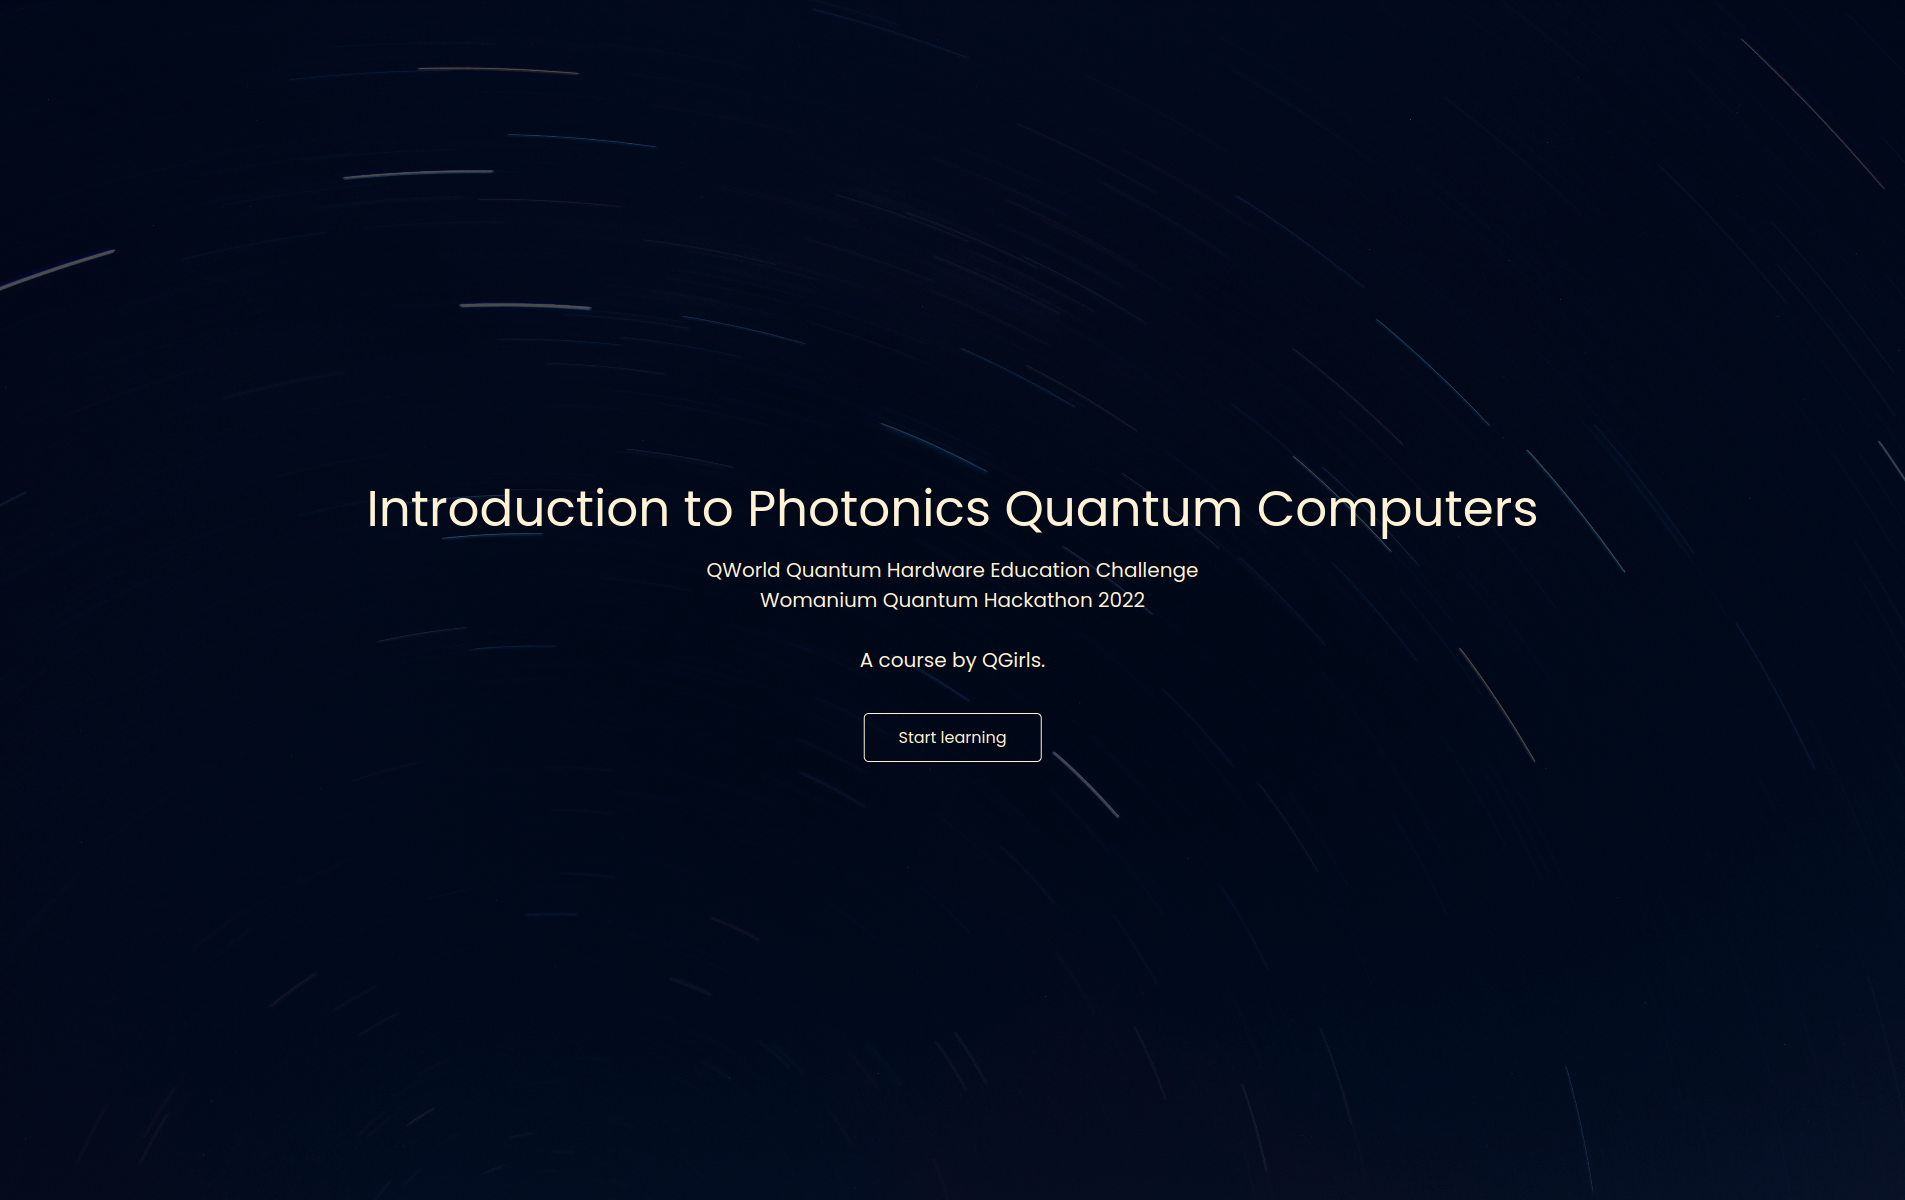 Introduction to Photonics Quantum Computers
QWorld Quantum Hardware Education Challenge
Womanium Quantum Hackathon 2022
A course by QGirls.
Start learning